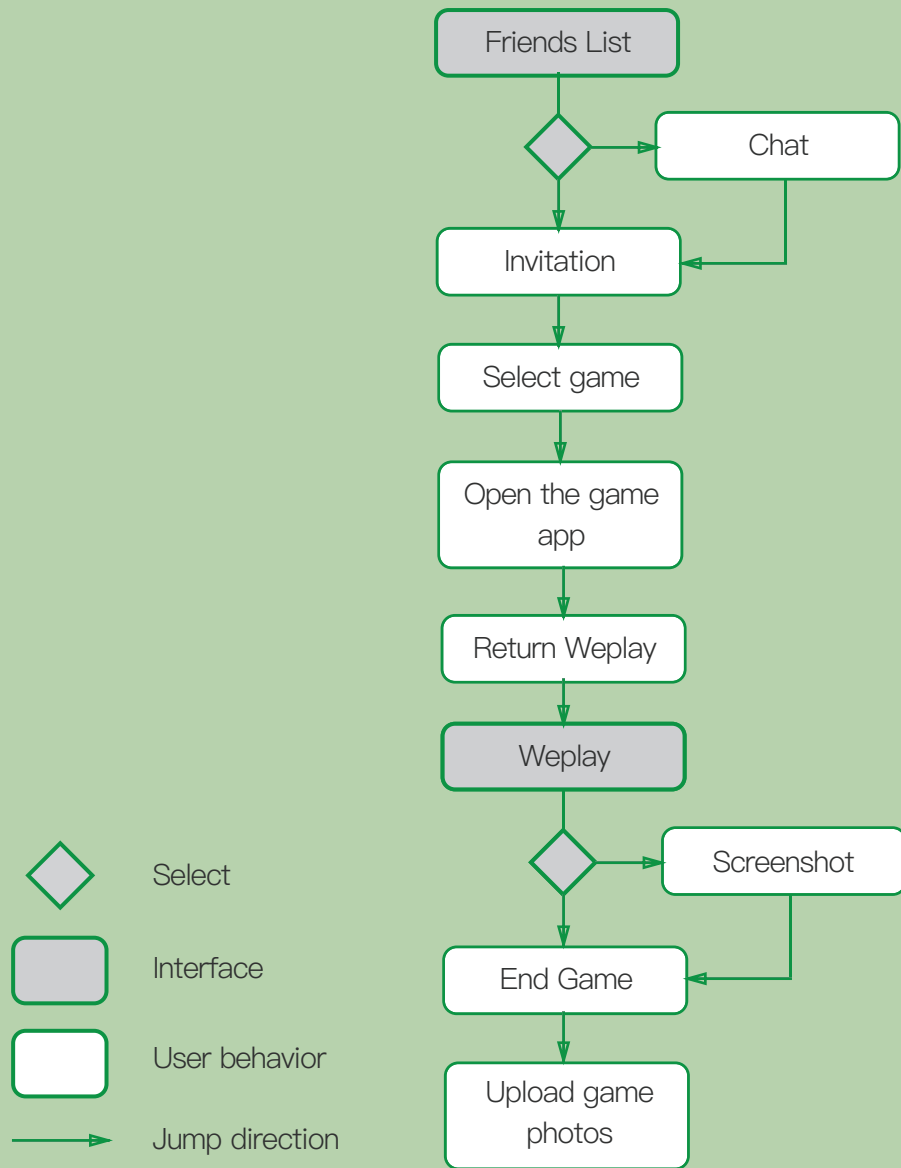 Friends List
Chat
Invitation
Select game
Open the game
app
Return Weplay
Weplay
Screenshot
End Game
Upload game
photos
Select
Interface
User behavior
Jump direction